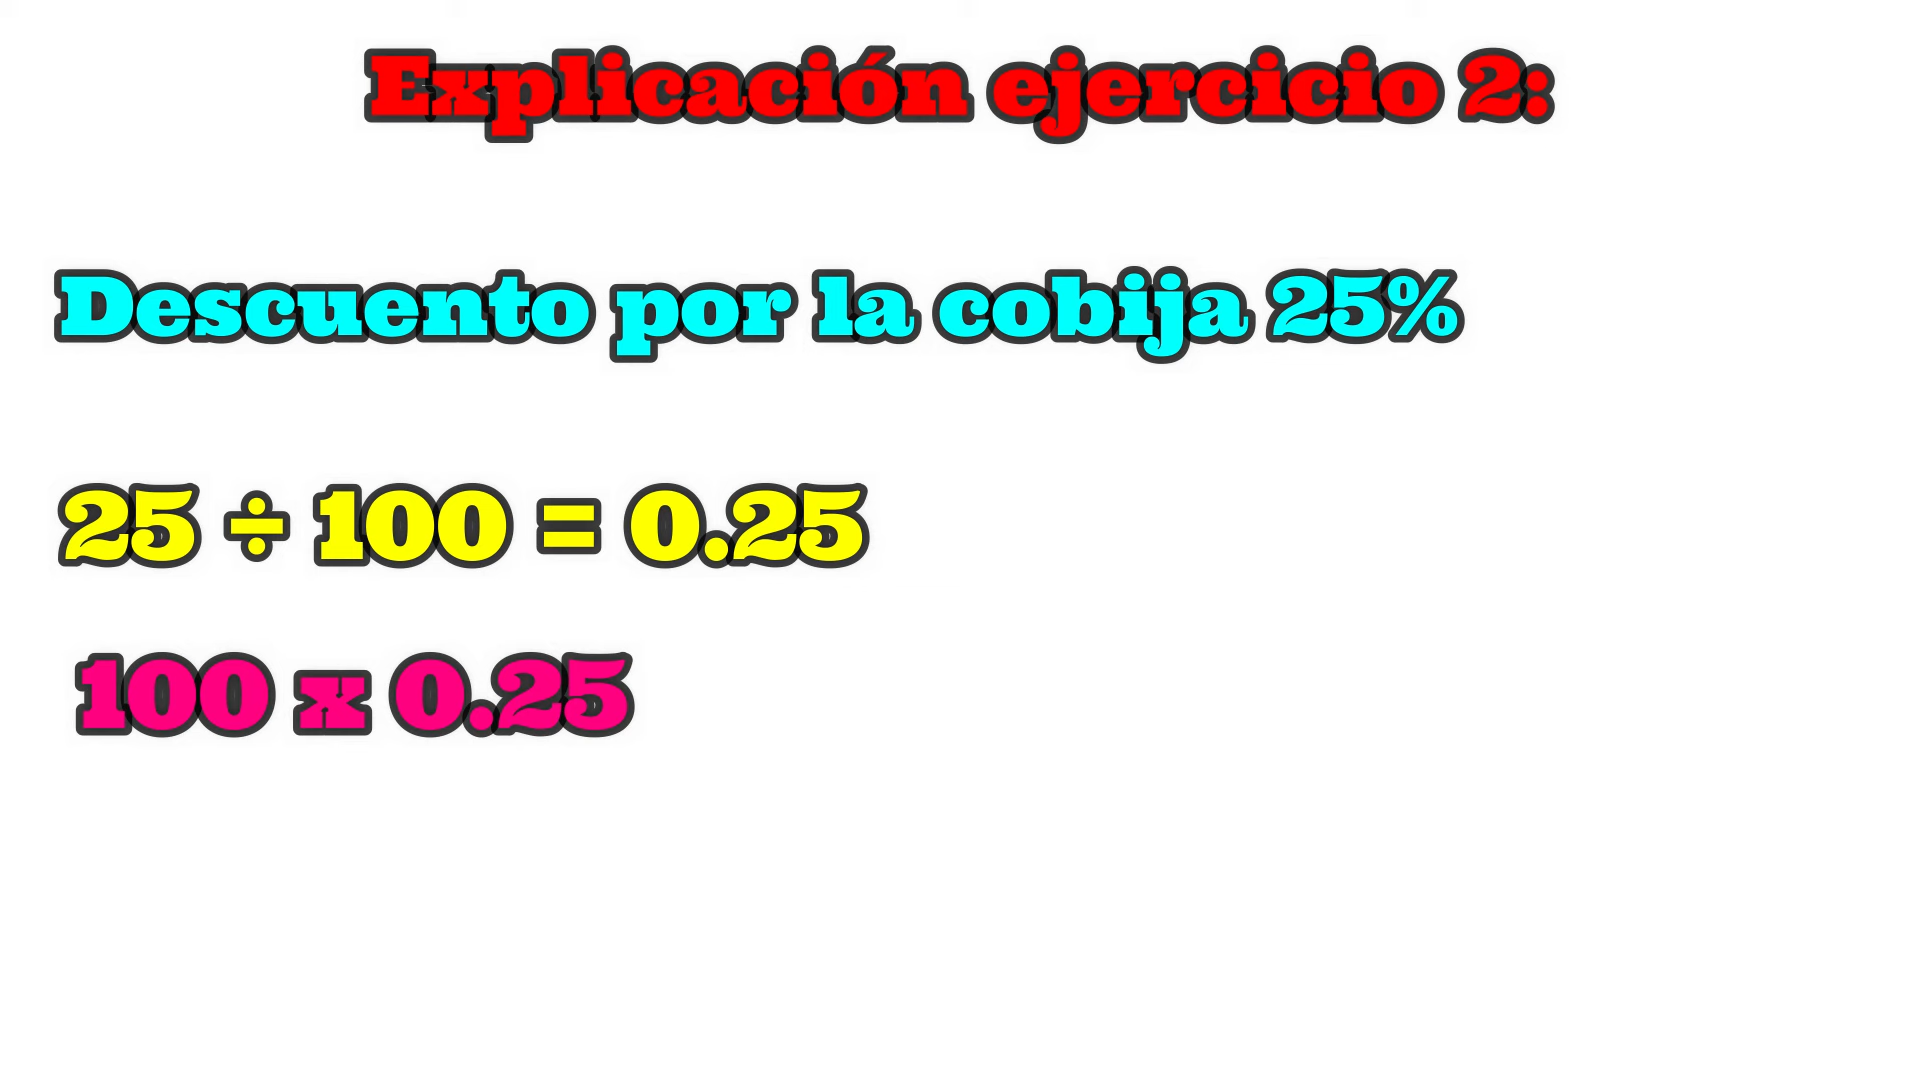 Explicación ejercicio 2:
Descuento por la cobija 25%
25 ÷ 100 = 0.25
100 x 0.25